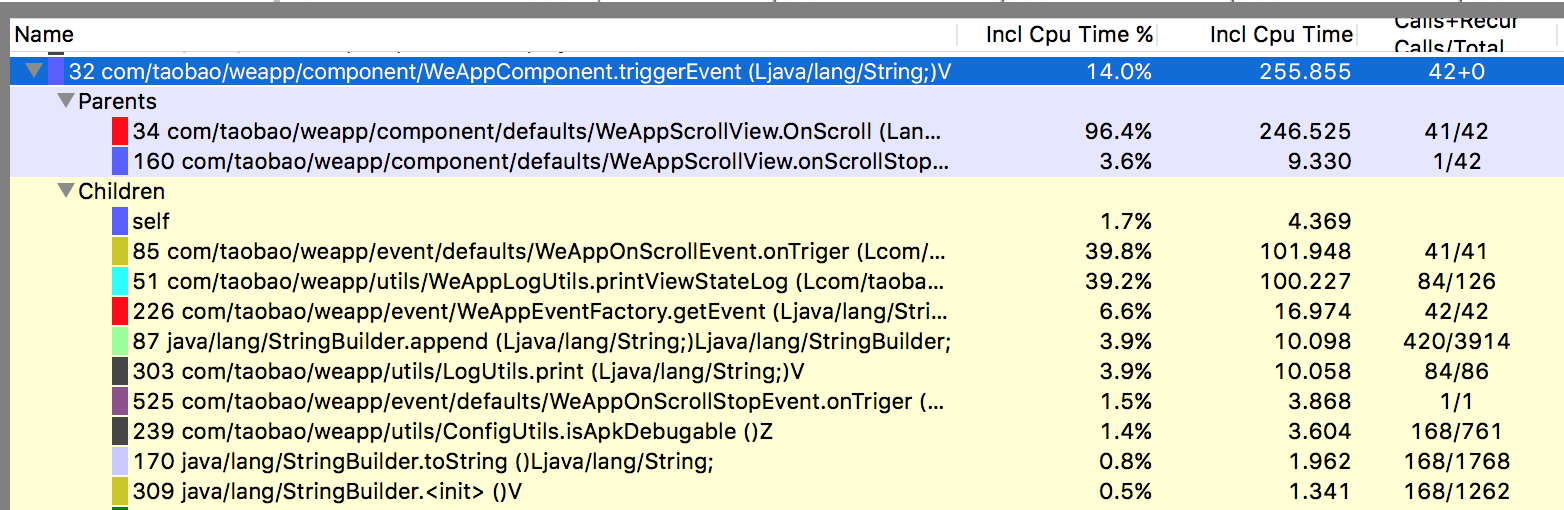 Name Incl Cpu Time % Incl Cpu Time Calls+Recur
Calls/Total
32 com/taobao/weapp/component/WeAppComponent.triggerEvent (Ljava/lang/String;)V 14.0% 255.855 42+0
Parents
34 com/taobao/weapp/component/defaults/WeAppScrollView.OnScroll (Lan... 96.4% 246.525 41/42
160 com/taobao/weapp/component/defaults/WeAppScrollView.onScrollStop... 3.6% 9.330 1/42
Children
self 1.7% 4.369
85 com/taobao/weapp/event/defaults/WeAppOnScrollEvent.onTriger (Lcom/... 39.8% 101.948 41/41
51 com/taobao/weapp/utils/WeAppLogUtils.printViewStateLog (Lcom/taoba... 39.2% 100.227 84/126
226 com/taobao/weapp/event/WeAppEventFactory.getEvent (Ljava/lang/Stri... 6.6% 16.974 42/42
87 java/lang/StringBuilder.append (Ljava/lang/String;)Ljava/lang/StringBuilder; 3.9% 10.098 420/3914
303 com/taobao/weapp/utils/LogUtils.print (Ljava/lang/String;)V 3.9% 10.058 84/86
525 com/taobao/weapp/event/defaults/WeAppOnScrollStopEvent.onTriger (... 1.5% 3.868 1/1
239 com/taobao/weapp/utils/ConfigUtils.isApkDebugable ()Z 1.4% 3.604 168/761
170 java/lang/StringBuilder.toString ()Ljava/lang/String; 0.8% 1.962 168/1768
309 java/lang/StringBuilder.<init> ()V 0.5% 1.341 168/1262